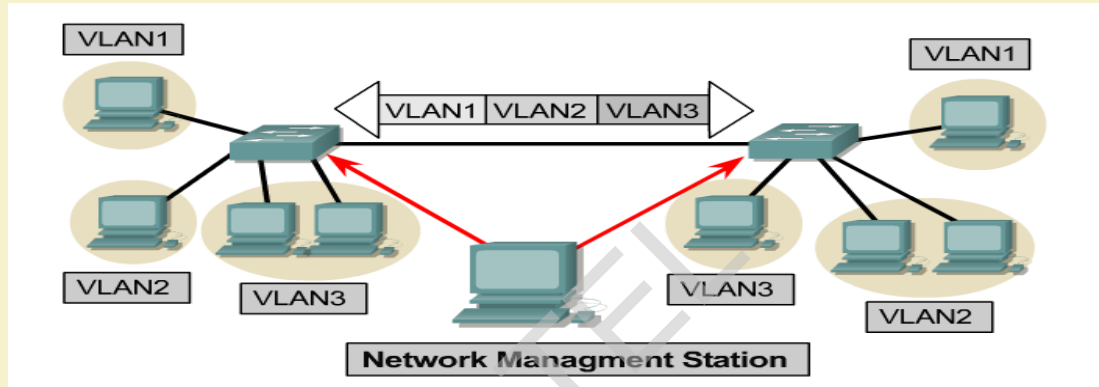 VLAN1
VLAN1
VLAN1 VLAN2 VLAN3
VLAN2
VLAN3
VLAN3
VLAN2
Network Managment Station